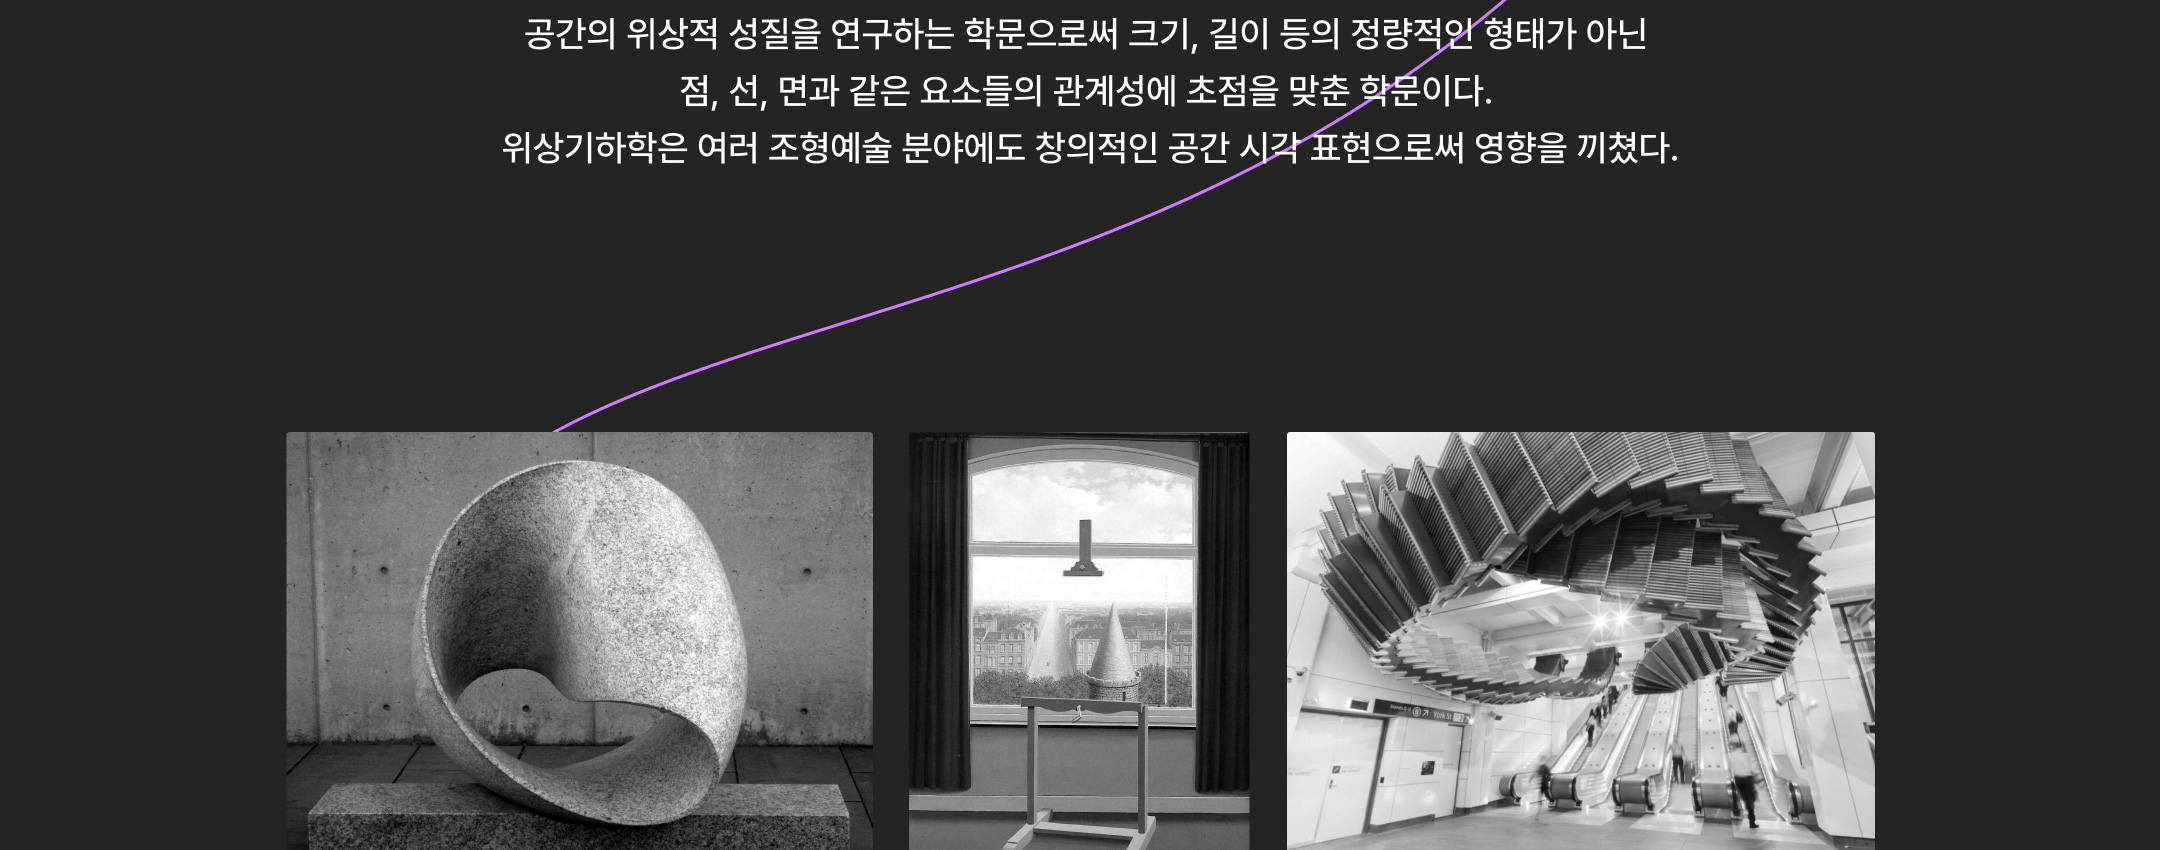 공간의 위상적 성질을 연구하는 학문으로써 크기, 길이 등의 정량적인 형태가 아닌
점, 선, 면과 같은 요소들의 관계성에 초점을 맞춘 학문이다.
위상기하학은 여러 조형예술 분야에도 창의적인 공간 시각 표현으로써 영향을 끼쳤다.
York St